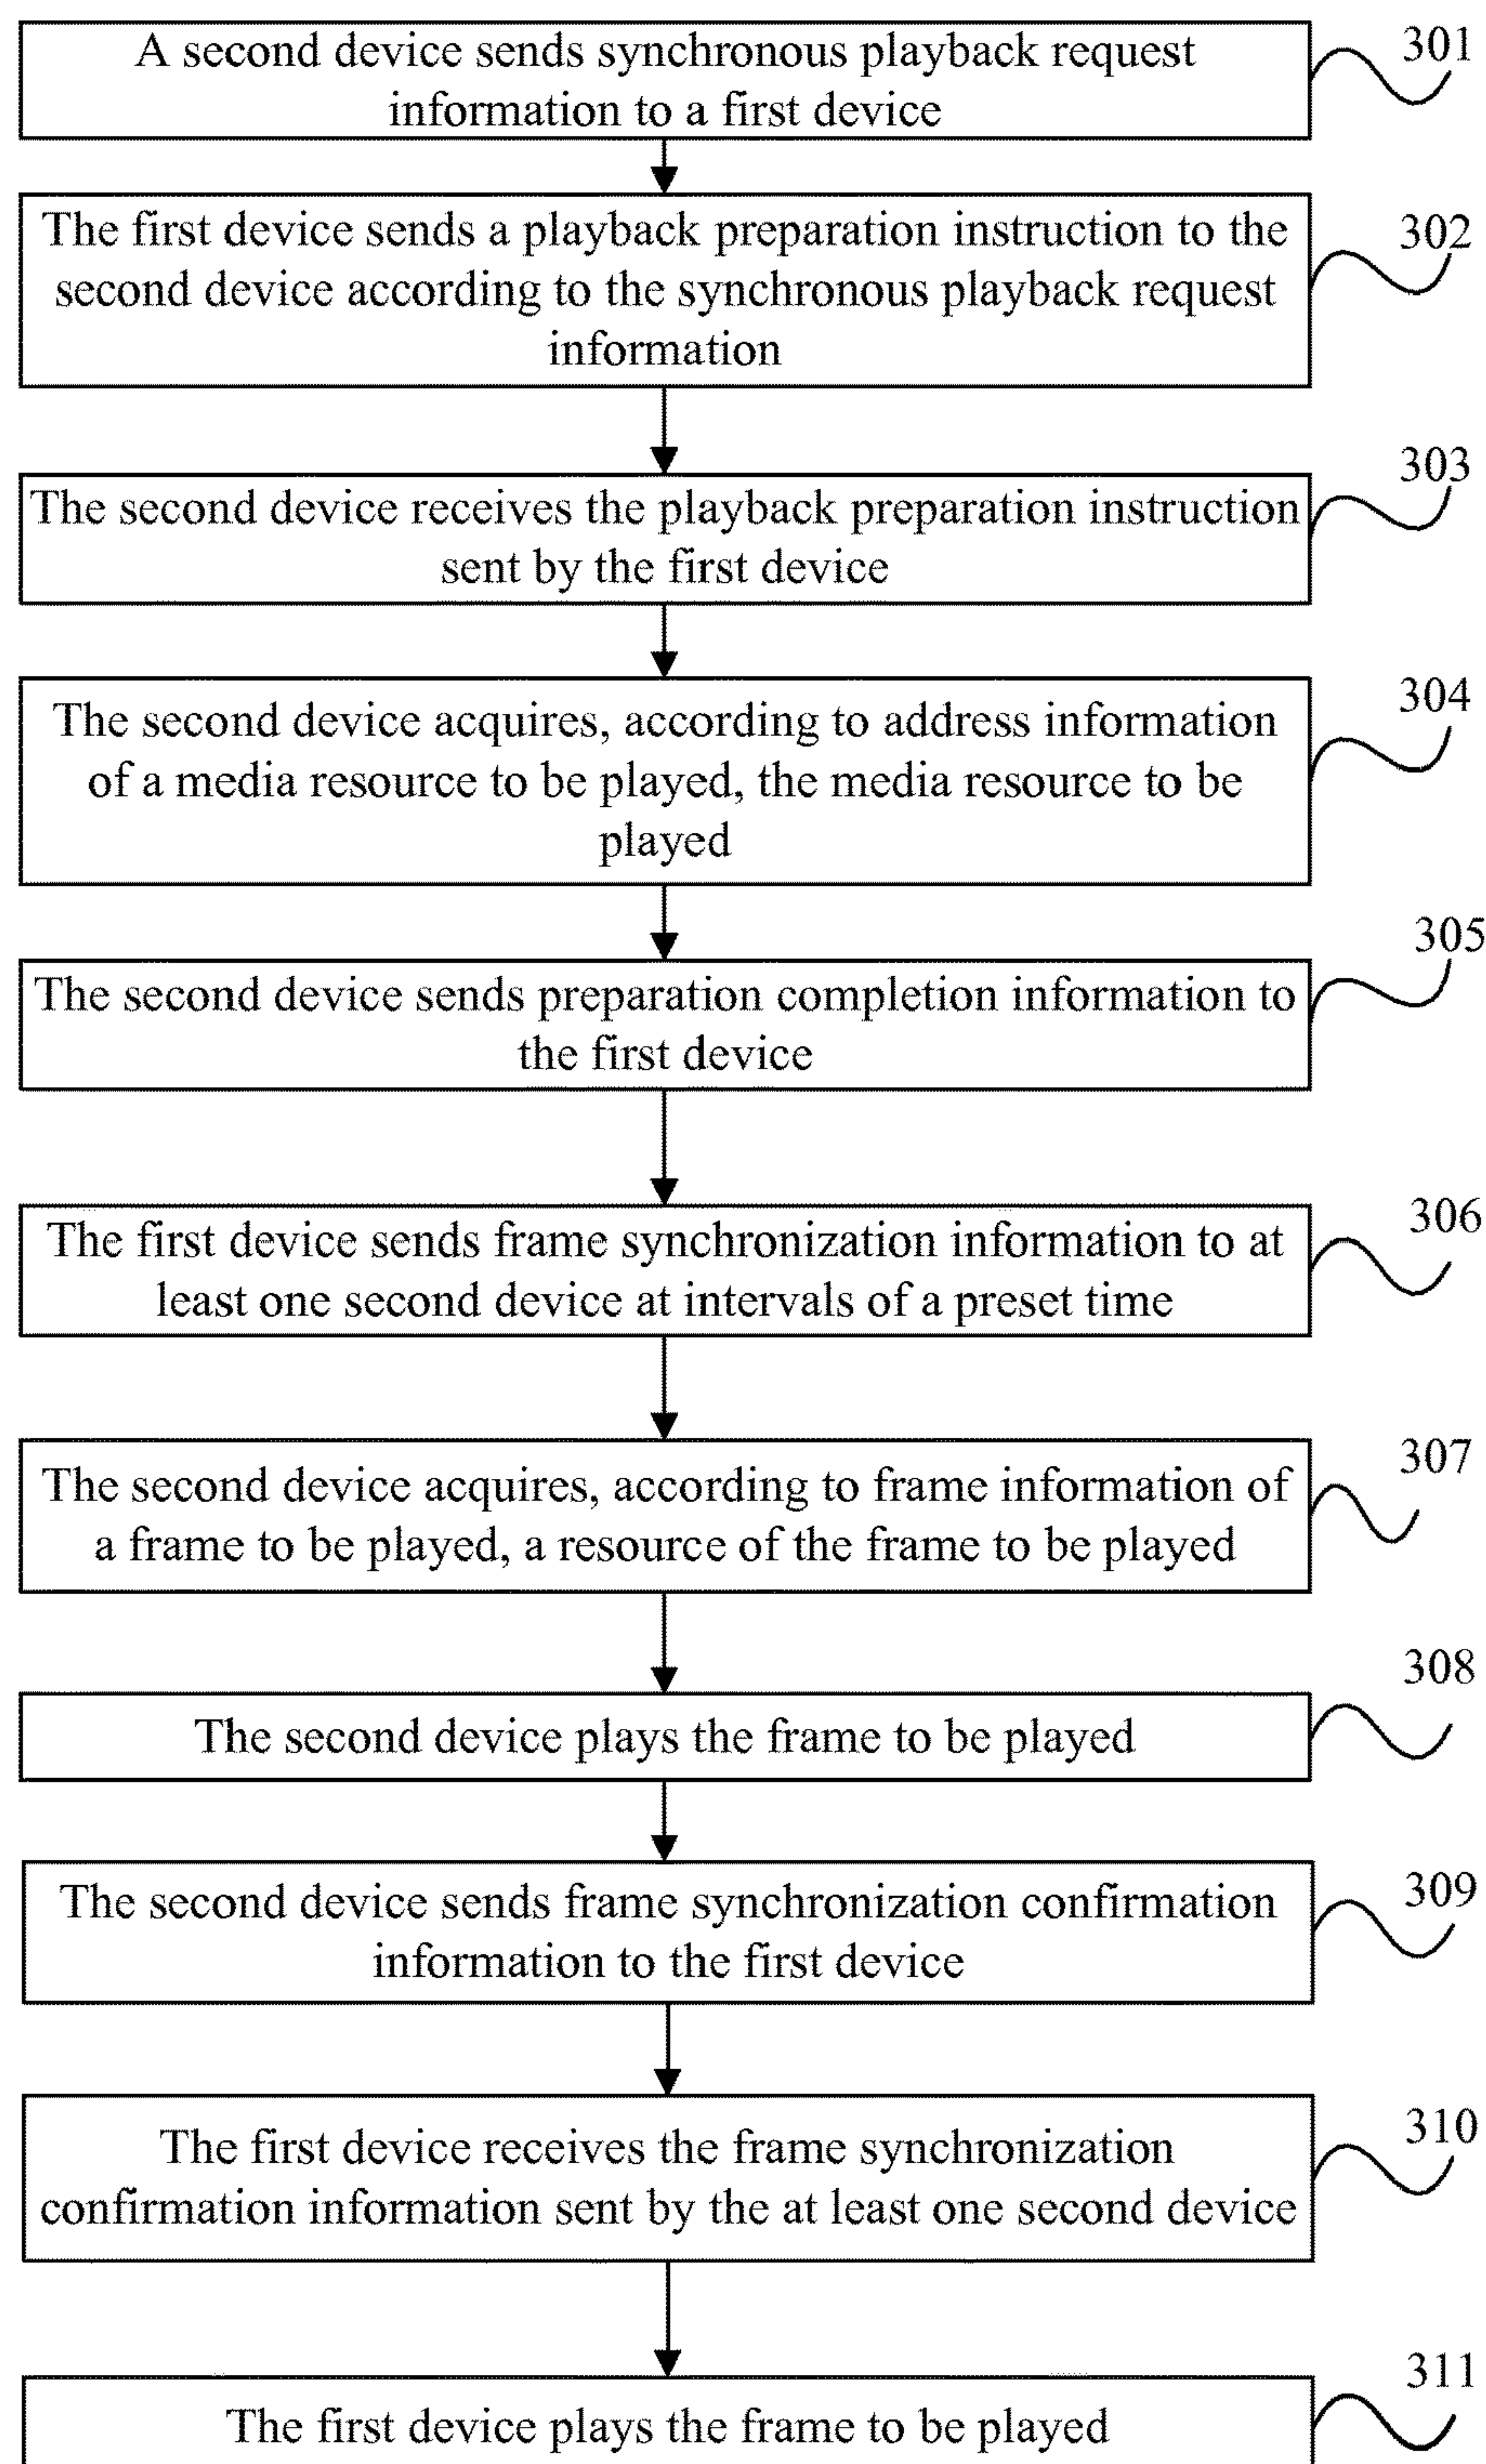 A second device sends synchronous playback request
information to a first device
301
The first device sends a playback preparation instruction to the
second device according to the synchronous playback request
information
302
The second device receives the playback preparation instruction
sent by the first device
303
The second device acquires, according to address information
of a media resource to be played, the media resource to be
played
304
The second device sends preparation completion information to
the first device
305
The first device sends frame synchronization information to at
least one second device at intervals of a preset time
306
The second device acquires, according to frame information of
a frame to be played, a resource of the frame to be played
307
The second device plays the frame to be played
308
The second device sends frame synchronization confirmation
information to the first device
309
The first device receives the frame synchronization
confirmation information sent by the at least one second device
310
The first device plays the frame to be played
311